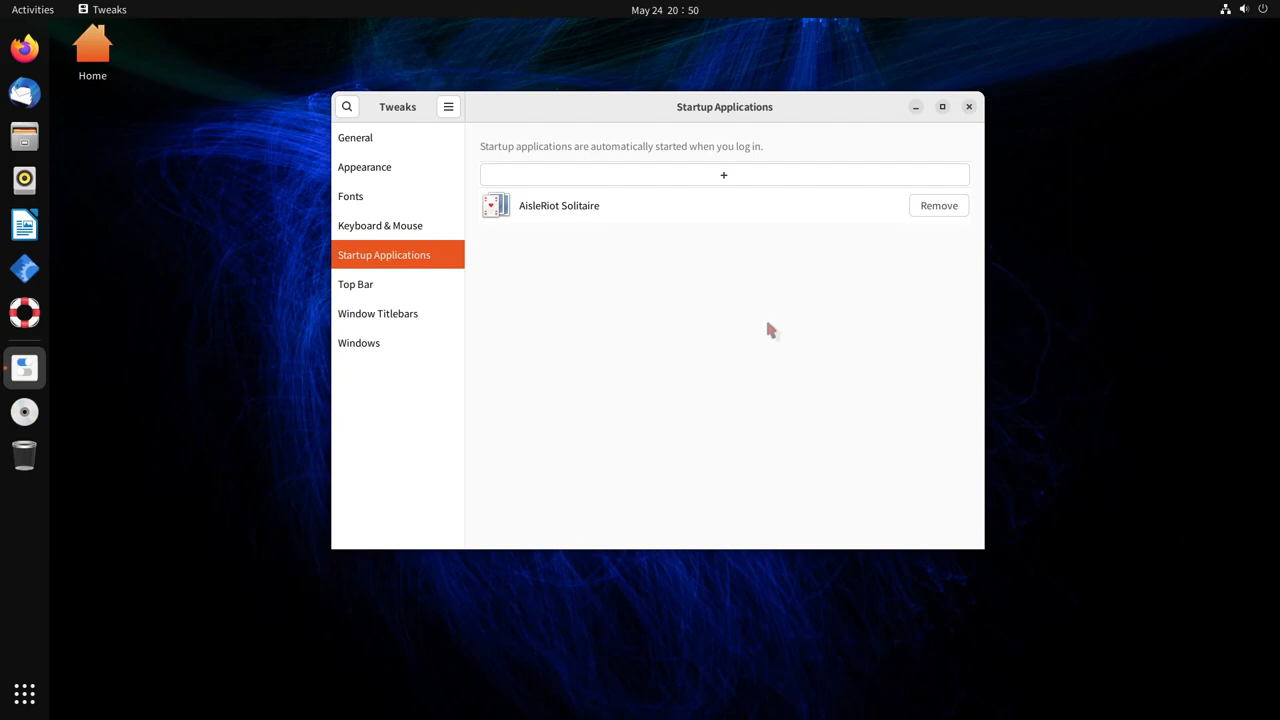 Activities
Tweaks
May 24 20:50
Home
Tweaks
Startup Applications
General
Appearance
Fonts
Keyboard & Mouse
Startup Applications
Top Bar
Window Titlebars
Windows
Startup applications are automatically started when you log in.
+
AisleRiot Solitaire
Remove